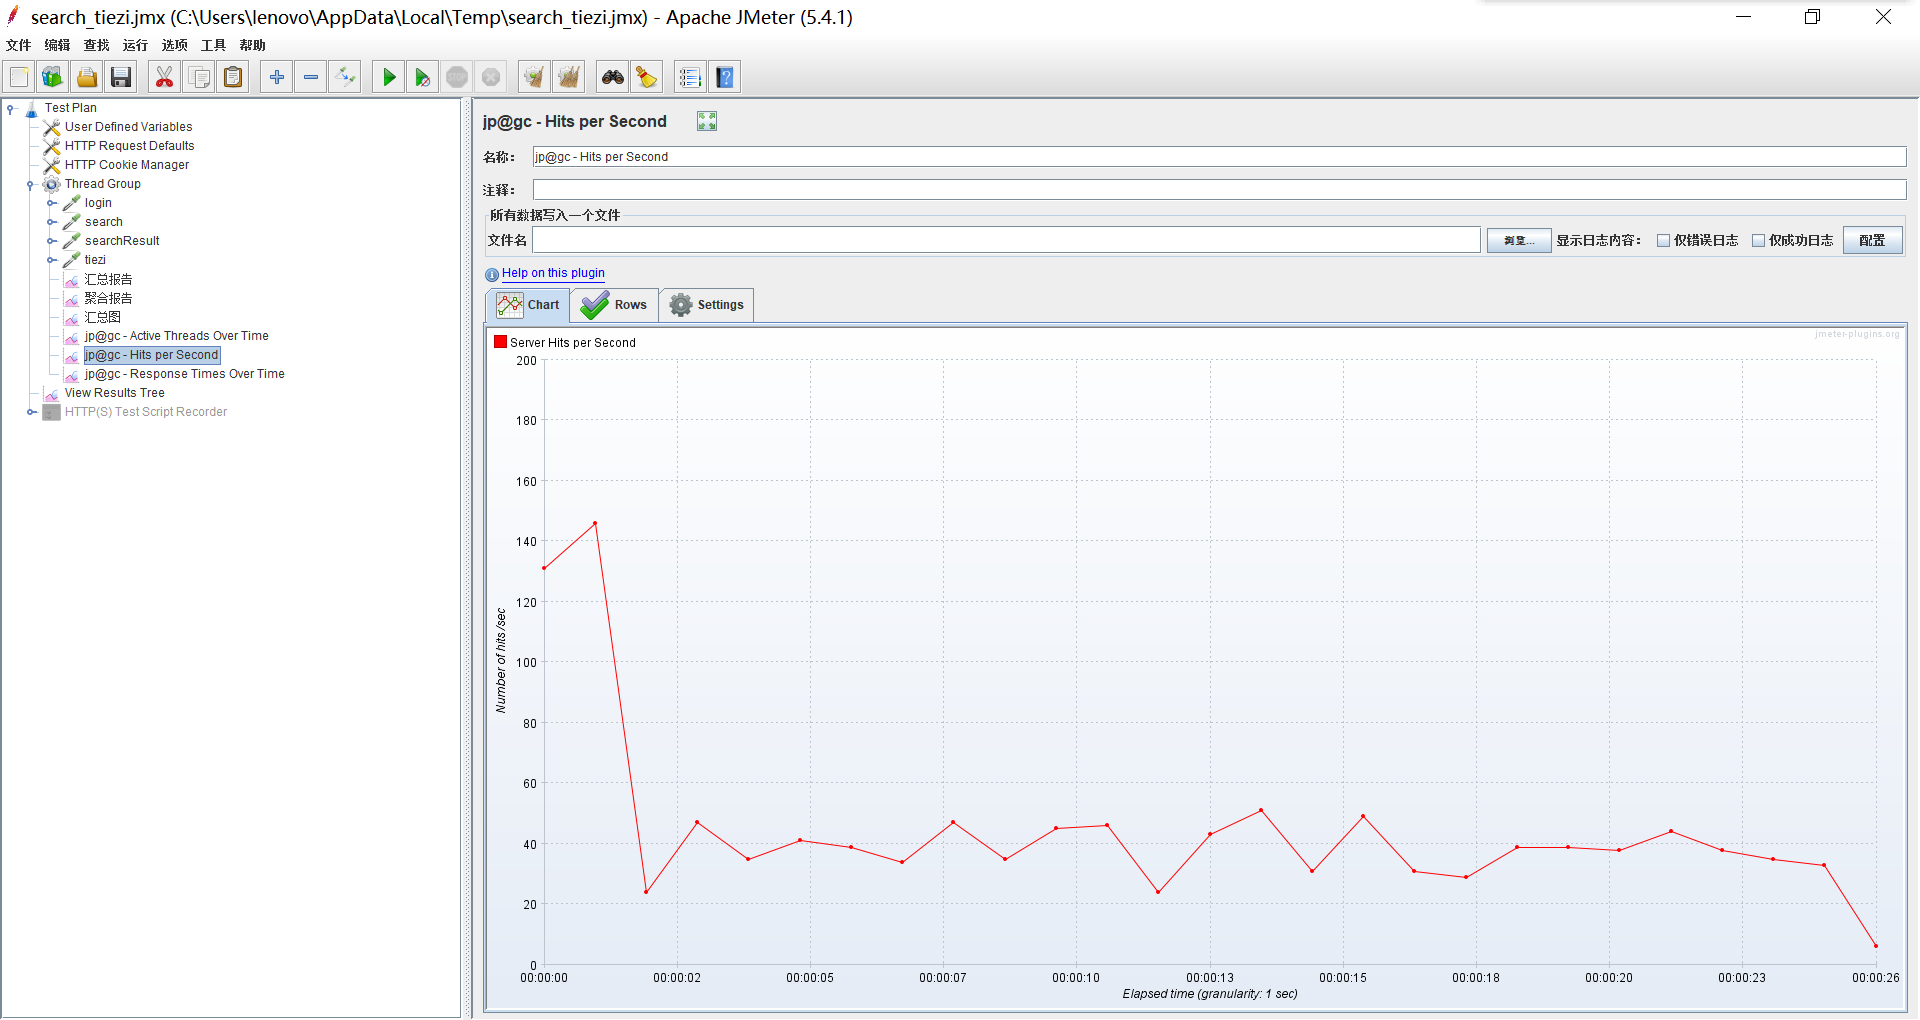 search_tiezi.jmx (C:\Users\lenovo\AppData\Local\Temp\search_tiezi.jmx) - Apache JMeter (5.4.1)
文件 编辑 查找 运行 选项 工具 帮助
STOP
Test Plan
User Defined Variables
HTTP Request Defaults
HTTP Cookie Manager
Thread Group
login
search
searchResult
tiezi
汇总报告
聚合报告
汇总图
jp@gc - Active Threads Over Time
jp@gc - Hits per Second
jp@gc - Response Times Over Time
View Results Tree
HTTP(S) Test Script Recorder
jp@gc - Hits per Second
名称： jp@gc - Hits per Second
注释：
所有数据写入一个文件
文件名 浏览... 显示日志内容： 仅错误日志 仅成功日志 配置
Help on this plugin
Chart Rows Settings
Server Hits per Second
jmeter-plugins.org
200
180
160
140
120
100
80
60
40
20
0
Number of hits /sec
00:00:00 00:00:02 00:00:05 00:00:07 00:00:10 00:00:13 00:00:15 00:00:18 00:00:20 00:00:23 00:00:26
Elapsed time (granularity: 1 sec)